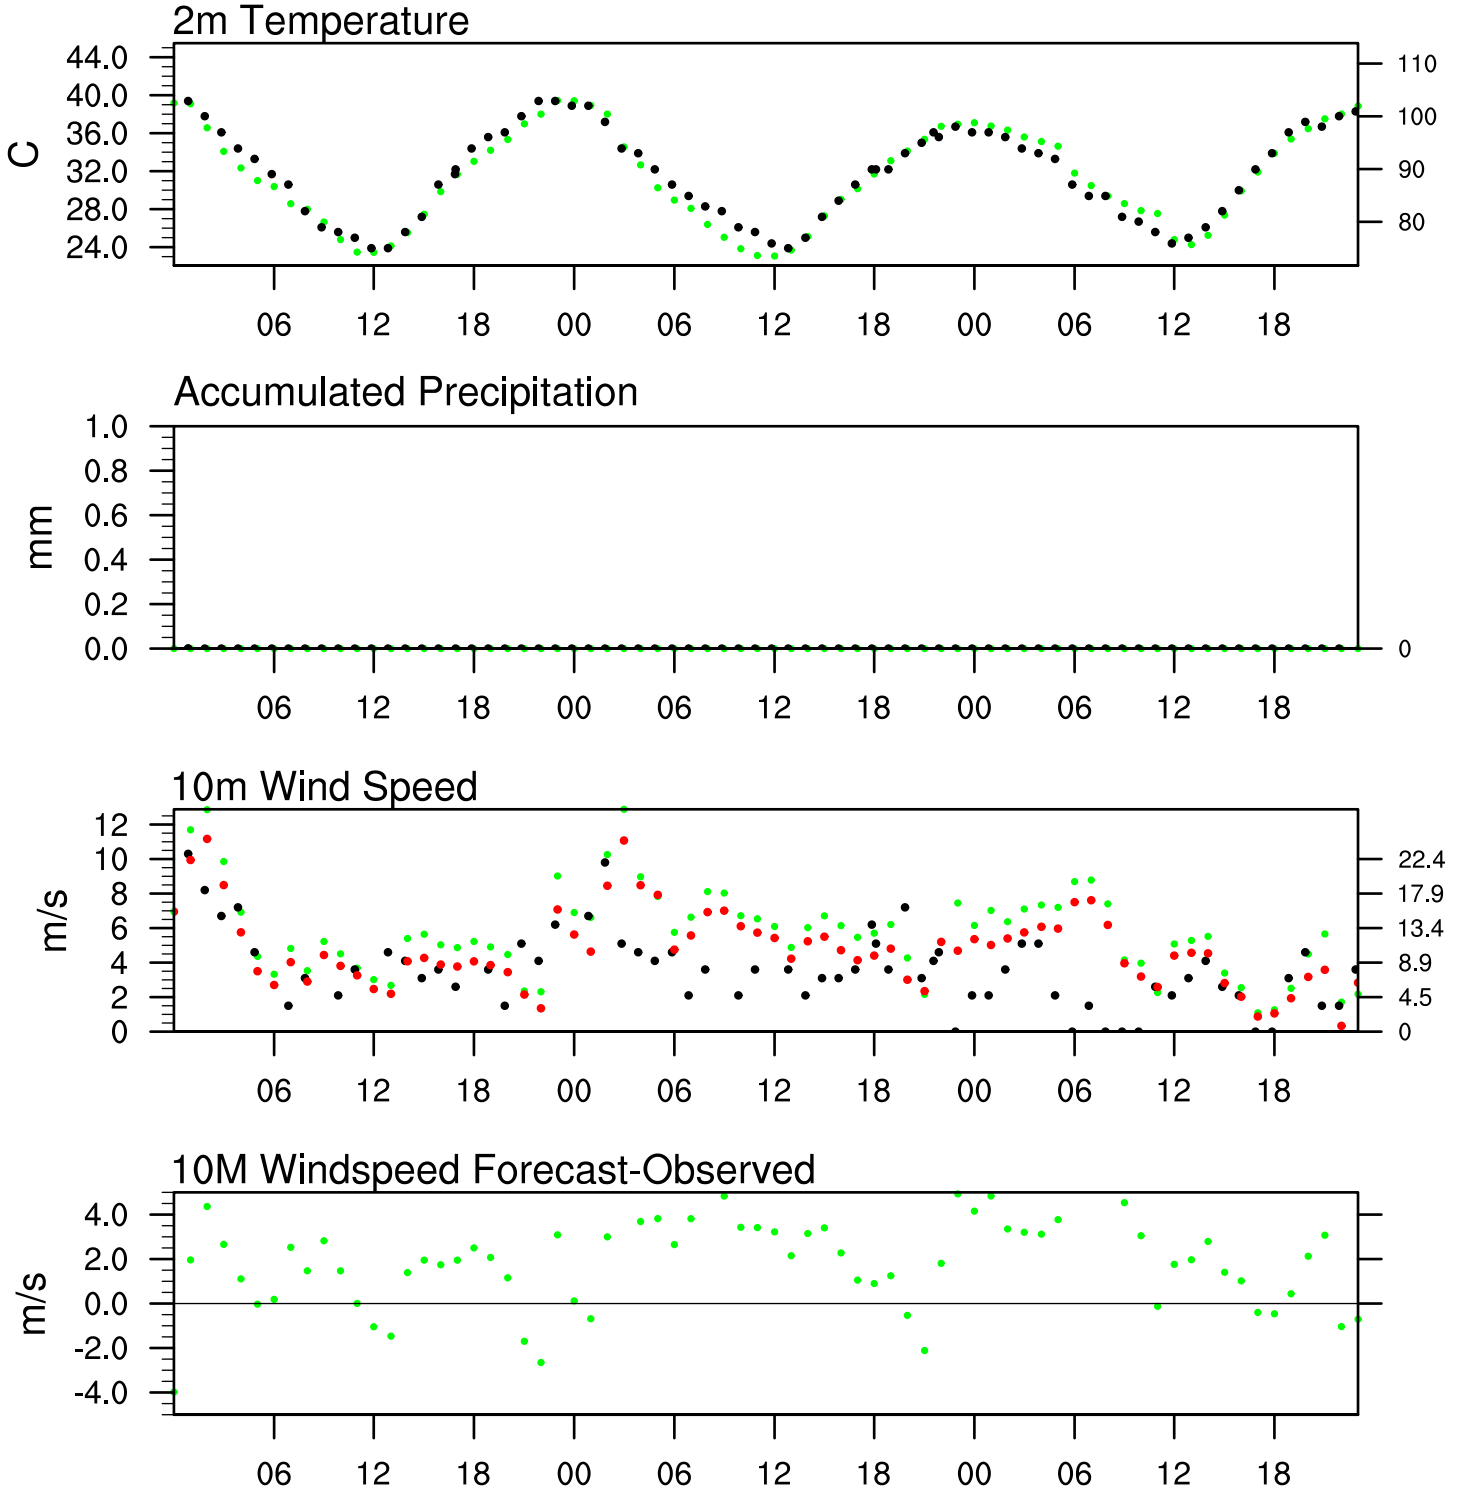 2m Temperature
44.0
40.0
36.0
32.0
28.0
24.0
C
110
100
90
80
06 12 18 00 06 12 18 00 06 12 18
Accumulated Precipitation
1.0
0.8
0.6
0.4
0.2
0.0
mm
0
06 12 18 00 06 12 18 00 06 12 18
10m Wind Speed
12
10
8
6
4
2
0
m/s
22.4
17.9
13.4
8.9
4.5
0
06 12 18 00 06 12 18 00 06 12 18
10M Windspeed Forecast-Observed
4.0
2.0
0.0
-2.0
-4.0
m/s
06 12 18 00 06 12 18 00 06 12 18